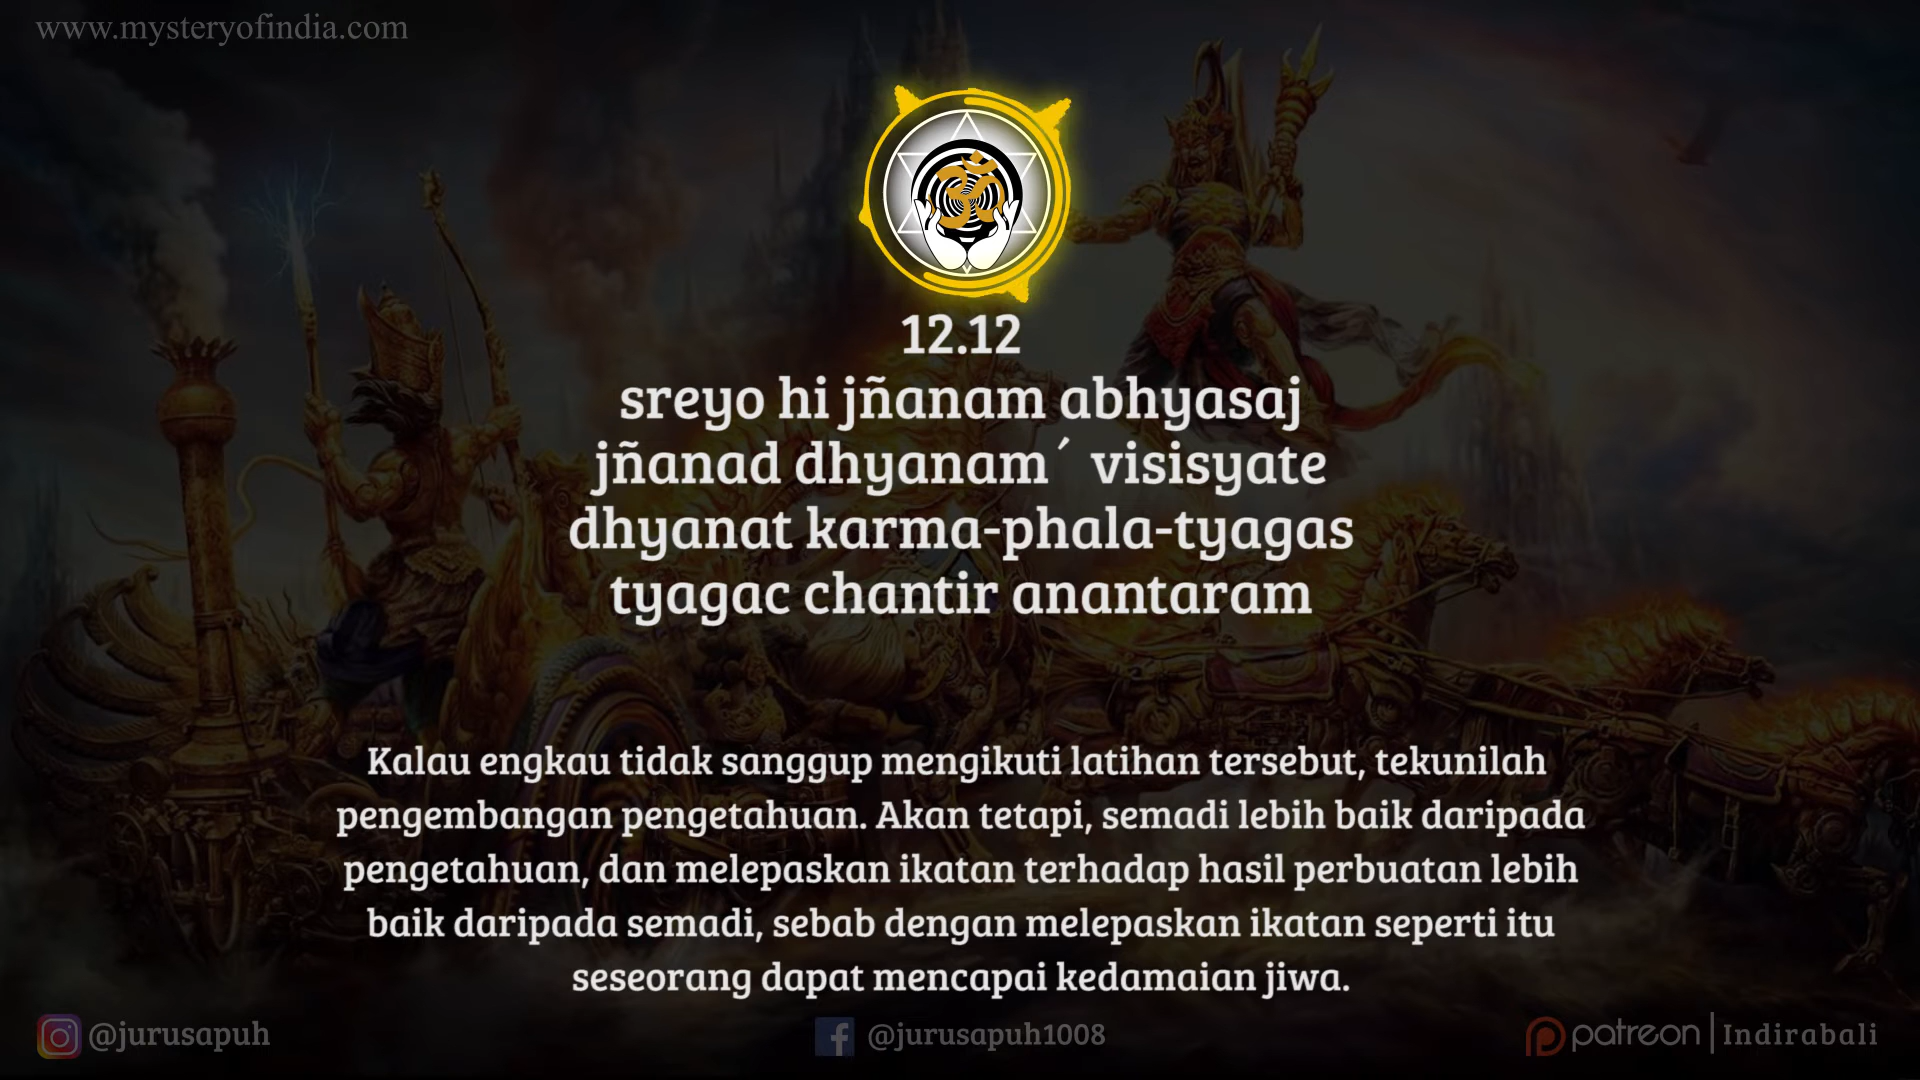 www.mysteryofindia.com
12.12
sreyo hi jñanam abhyasaj
jñanad dhyanam´ visisyate
dhyanat karma-phala-tyagas
tyagac chantir anantaram
Kalau engkau tidak sanggup mengikuti latihan tersebut, tekunilah
pengembangan pengetahuan. Akan tetapi, semadi lebih baik daripada
pengetahuan, dan melepaskan ikatan terhadap hasil perbuatan lebih
baik daripada semadi, sebab dengan melepaskan ikatan seperti itu
seseorang dapat mencapai kedamaian jiwa.
@jurusapuh
@jurusapuh1008
patreon | Indirabali